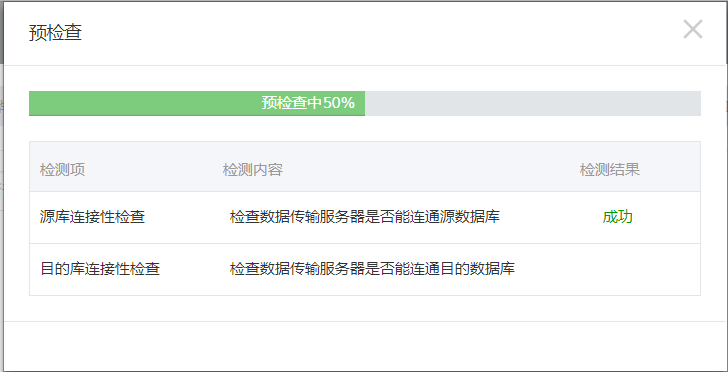 预检查
预检查中50%
检测项 检测内容 检测结果
源库连接性检查 检查数据传输服务器是否能连通源数据库 成功
目的库连接性检查 检查数据传输服务器是否能连通目的数据库